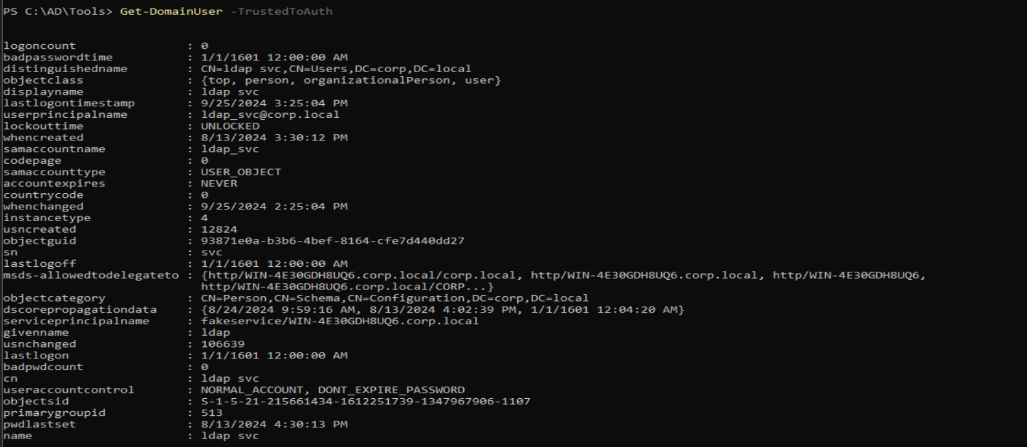 PS C:\AD\Tools> Get-DomainUser -TrustedToAuth
logoncount : 0
badpasswordtime : 1/1/1601 12:00:00 AM
distinguishedname : CN=ldap svc,CN=Users,DC=corp,DC=local
objectclass : {top, person, organizationalPerson, user}
displayname : ldap svc
lastlogontimestamp : 9/25/2024 3:25:04 PM
userprincipalname : ldap_svc@corp.local
lockouttime : UNLOCKED
whencreated : 8/13/2024 3:30:12 PM
samaccountname : ldap_svc
codepage : 0
samaccounttype : USER_OBJECT
accountexpires : NEVER
countrycode : 0
whenchanged : 9/25/2024 2:25:04 PM
instancetype : 4
usncreated : 12824
objectguid : 93871e0a-b3b6-4bef-8164-cfe7d440dd27
sn : svc
lastlogoff : 1/1/1601 12:00:00 AM
msds-allowedtodelegateto : {http/WIN-4E30GDH8UQ6.corp.local/corp.local, http/WIN-4E30GDH8UQ6.corp.local, http/WIN-4E30GDH8UQ6,
http/WIN-4E30GDH8UQ6.corp.local/CORP...}
objectcategory : CN=Person,CN=Schema,CN=Configuration,DC=corp,DC=local
dscorepropagationdata : {8/24/2024 9:59:16 AM, 8/13/2024 4:02:39 PM, 1/1/1601 12:04:20 AM}
serviceprincipalname : fakeservice/WIN-4E30GDH8UQ6.corp.local
givenname : ldap
usnchanged : 106639
lastlogon : 1/1/1601 12:00:00 AM
badpwdcount : 0
cn : ldap svc
useraccountcontrol : NORMAL_ACCOUNT, DONT_EXPIRE_PASSWORD
objectsid : S-1-5-21-215661434-1612251739-1347967906-1107
primarygroupid : 513
pwdlastset : 8/13/2024 4:30:13 PM
name : ldap svc